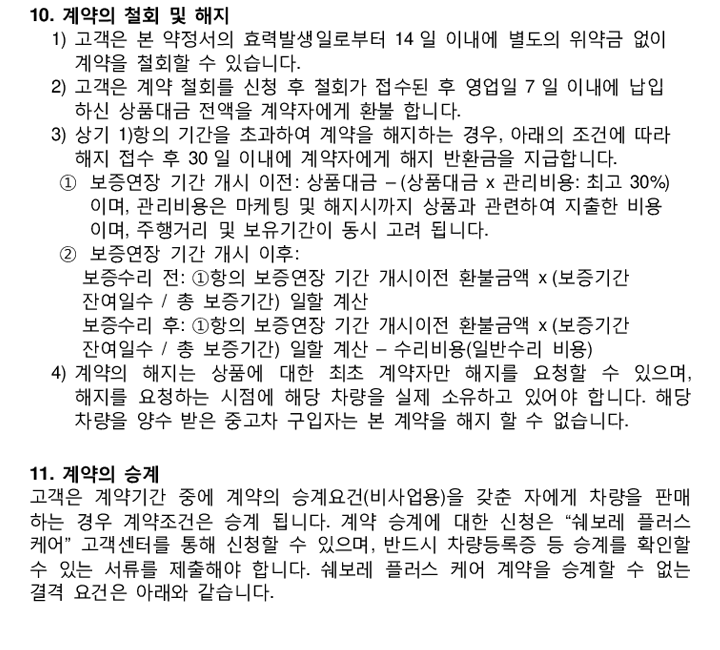 10. 계약의 철회 및 해지
1) 고객은 본 약정서의 효력발생일로부터 14 일 이내에 별도의 위약금 없이
계약을 철회할 수 있습니다.
2) 고객은 계약 철회를 신청 후 철회가 접수된 후 영업일 7 일 이내에 납입
하신 상품대금 전액을 계약자에게 환불 합니다.
3) 상기 1)항의 기간을 초과하여 계약을 해지하는 경우, 아래의 조건에 따라
해지 접수 후 30 일 이내에 계약자에게 해지 반환금을 지급합니다.
① 보증연장 기간 개시 이전: 상품대금 – (상품대금 x 관리비용: 최고 30%)
이며, 관리비용은 마케팅 및 해지시까지 상품과 관련하여 지출한 비용
이며, 주행거리 및 보유기간이 동시 고려 됩니다.
② 보증연장 기간 개시 이후:
보증수리 전: ①항의 보증연장 기간 개시이전 환불금액 x (보증기간
잔여일수 / 총 보증기간) 일할 계산
보증수리 후: ①항의 보증연장 기간 개시이전 환불금액 x (보증기간
잔여일수 / 총 보증기간) 일할 계산 – 수리비용(일반수리 비용)
4) 계약의 해지는 상품에 대한 최초 계약자만 해지를 요청할 수 있으며,
해지를 요청하는 시점에 해당 차량을 실제 소유하고 있어야 합니다. 해당
차량을 양수 받은 중고차 구입자는 본 계약을 해지 할 수 없습니다.
11. 계약의 승계
고객은 계약기간 중에 계약의 승계요건(비사업용)을 갖춘 자에게 차량을 판매
하는 경우 계약조건은 승계 됩니다. 계약 승계에 대한 신청은 “쉐보레 플러스
케어” 고객센터를 통해 신청할 수 있으며, 반드시 차량등록증 등 승계를 확인할
수 있는 서류를 제출해야 합니다. 쉐보레 플러스 케어 계약을 승계할 수 없는
결격 요건은 아래와 같습니다.